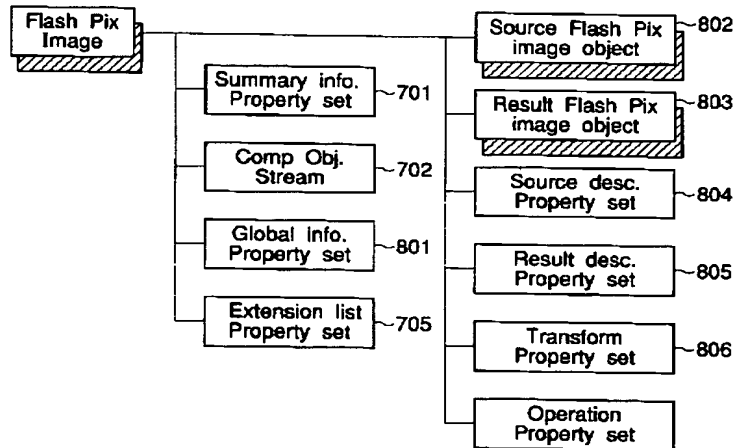 Flash Pix
Image
Summary info.
Property set
701
Comp Obj.
Stream
702
Global info.
Property set
801
Extension list
Property set
705
Source Flash Pix
image object
802
Result Flash Pix
image object
803
Source desc.
Property set
804
Result desc.
Property set
805
Transform
Property set
806
Operation
Property set